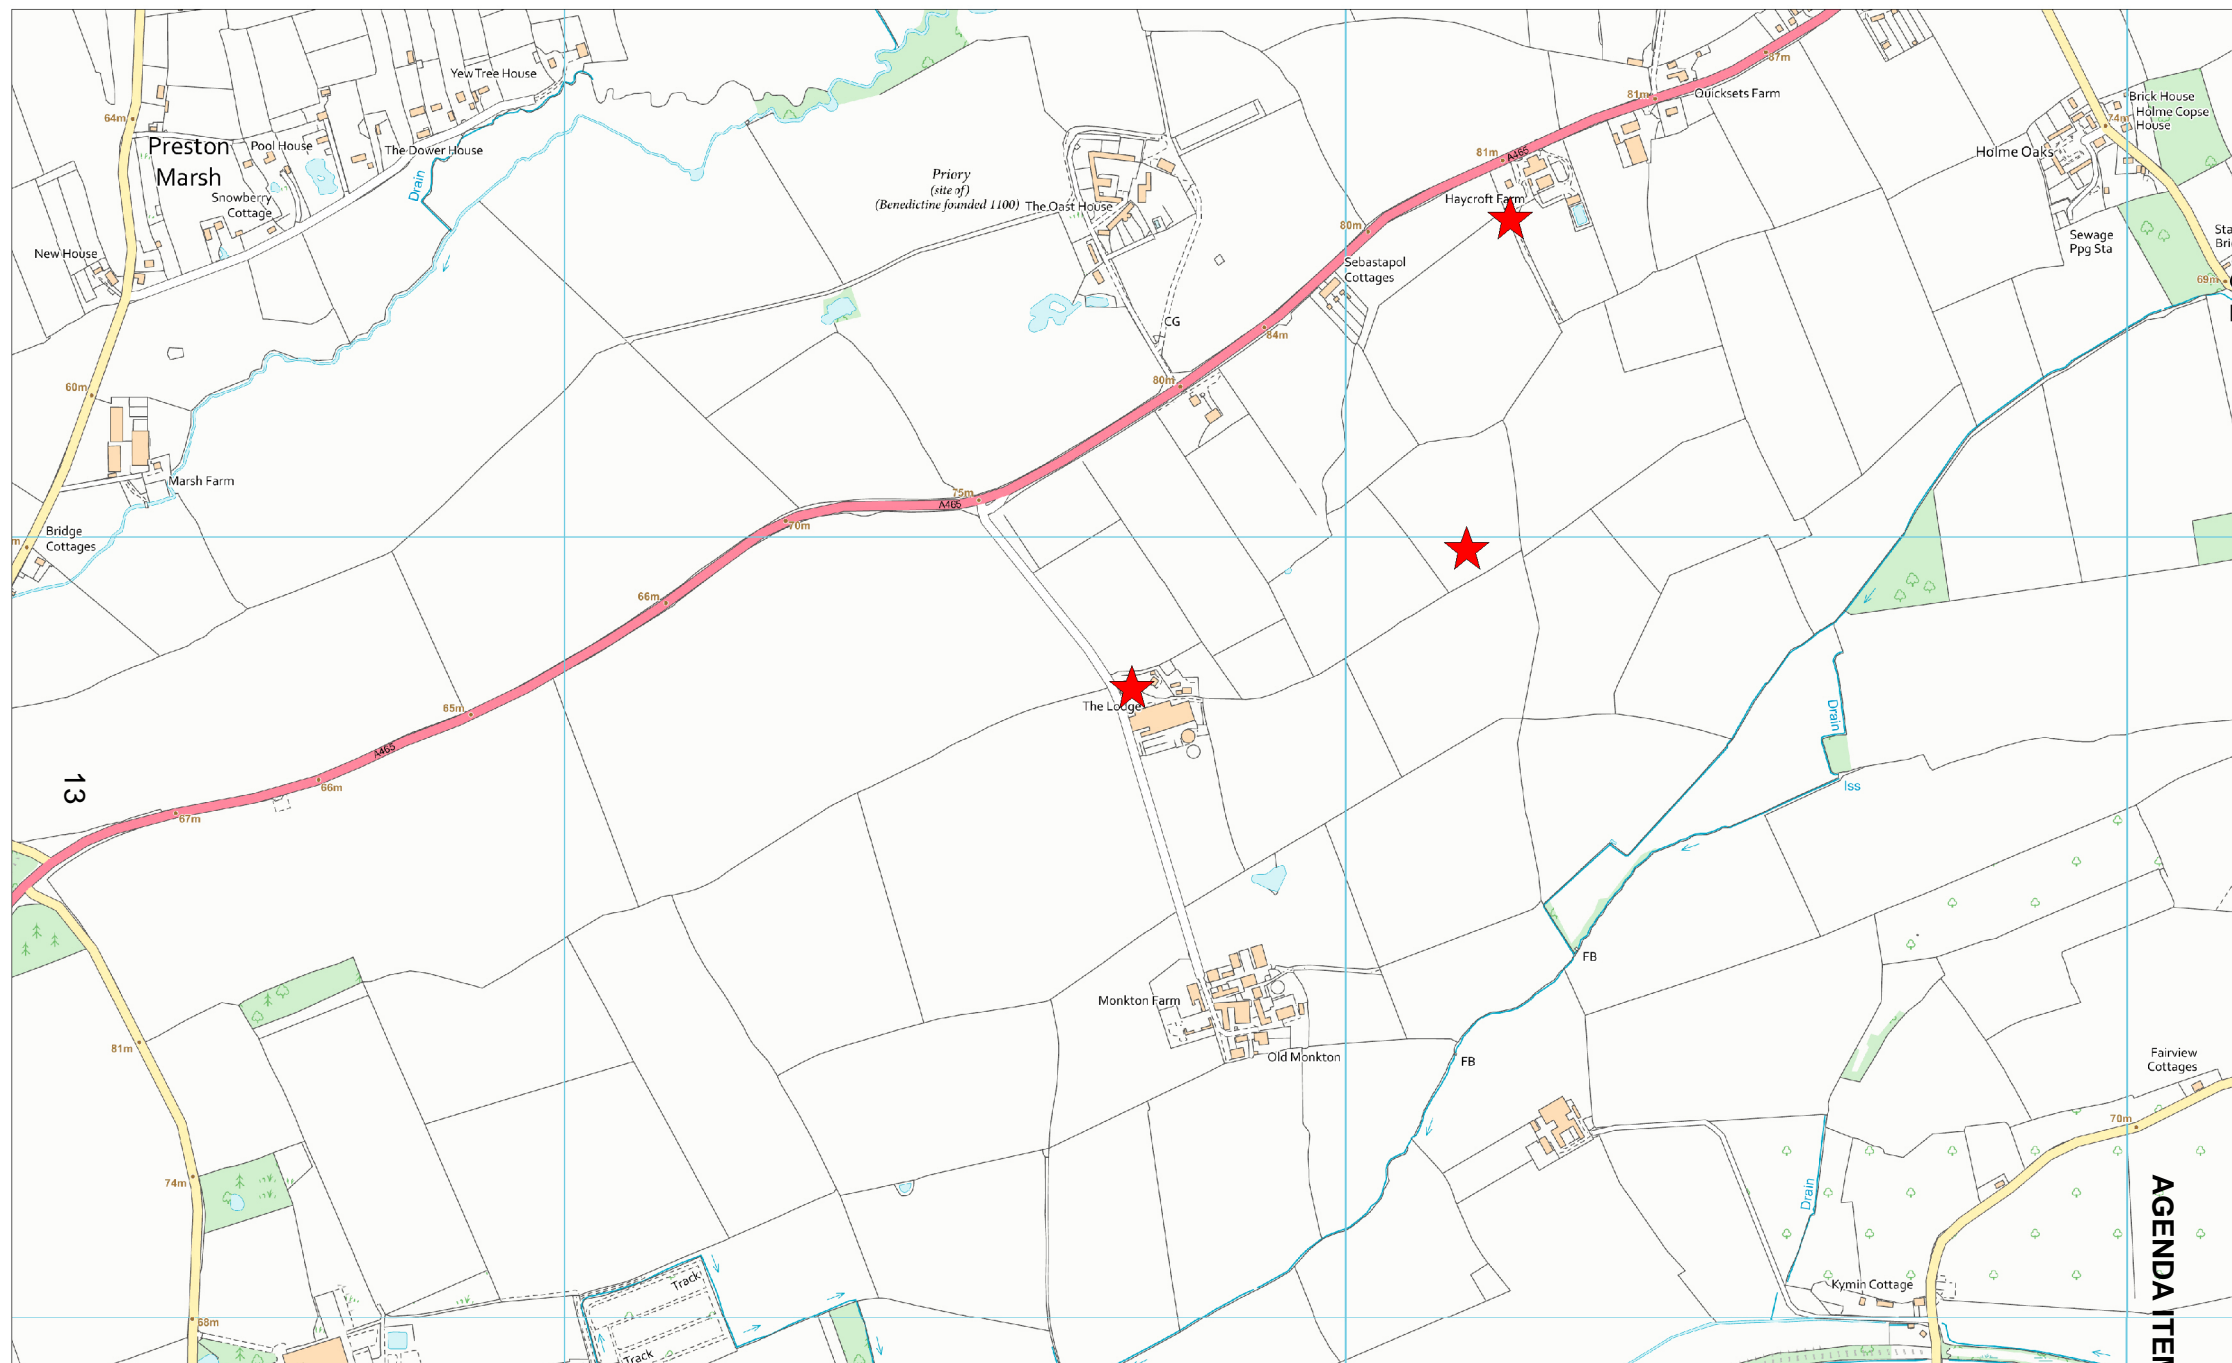 87m
Yew Tree House
81m
Quicksets Farm
Brick House
Holme Copse
House
74m
64m
Preston
Marsh
Pool House
The Dower House
81m
A465
Holme Oaks
Drain
Priory
(site of)
(Benedictine founded 1100)
The Oast House
Haycroft Farm
Snowberry
Cottage
80m
Sewage
Ppg Sta
New House
Sebastapol
Cottages
69m
CG
84m
60m
80m
Marsh Farm
75m
A465
70m
Bridge
Cottages
66m
The Lodge
65m
Drain
A465
13
66m
Iss
67m
FB
Monkton Farm
81m
Old Monkton
FB
Fairview
Cottages
70m
74m
Drain
AGENDA ITE
Track
Kymin Cottage
68m
Track